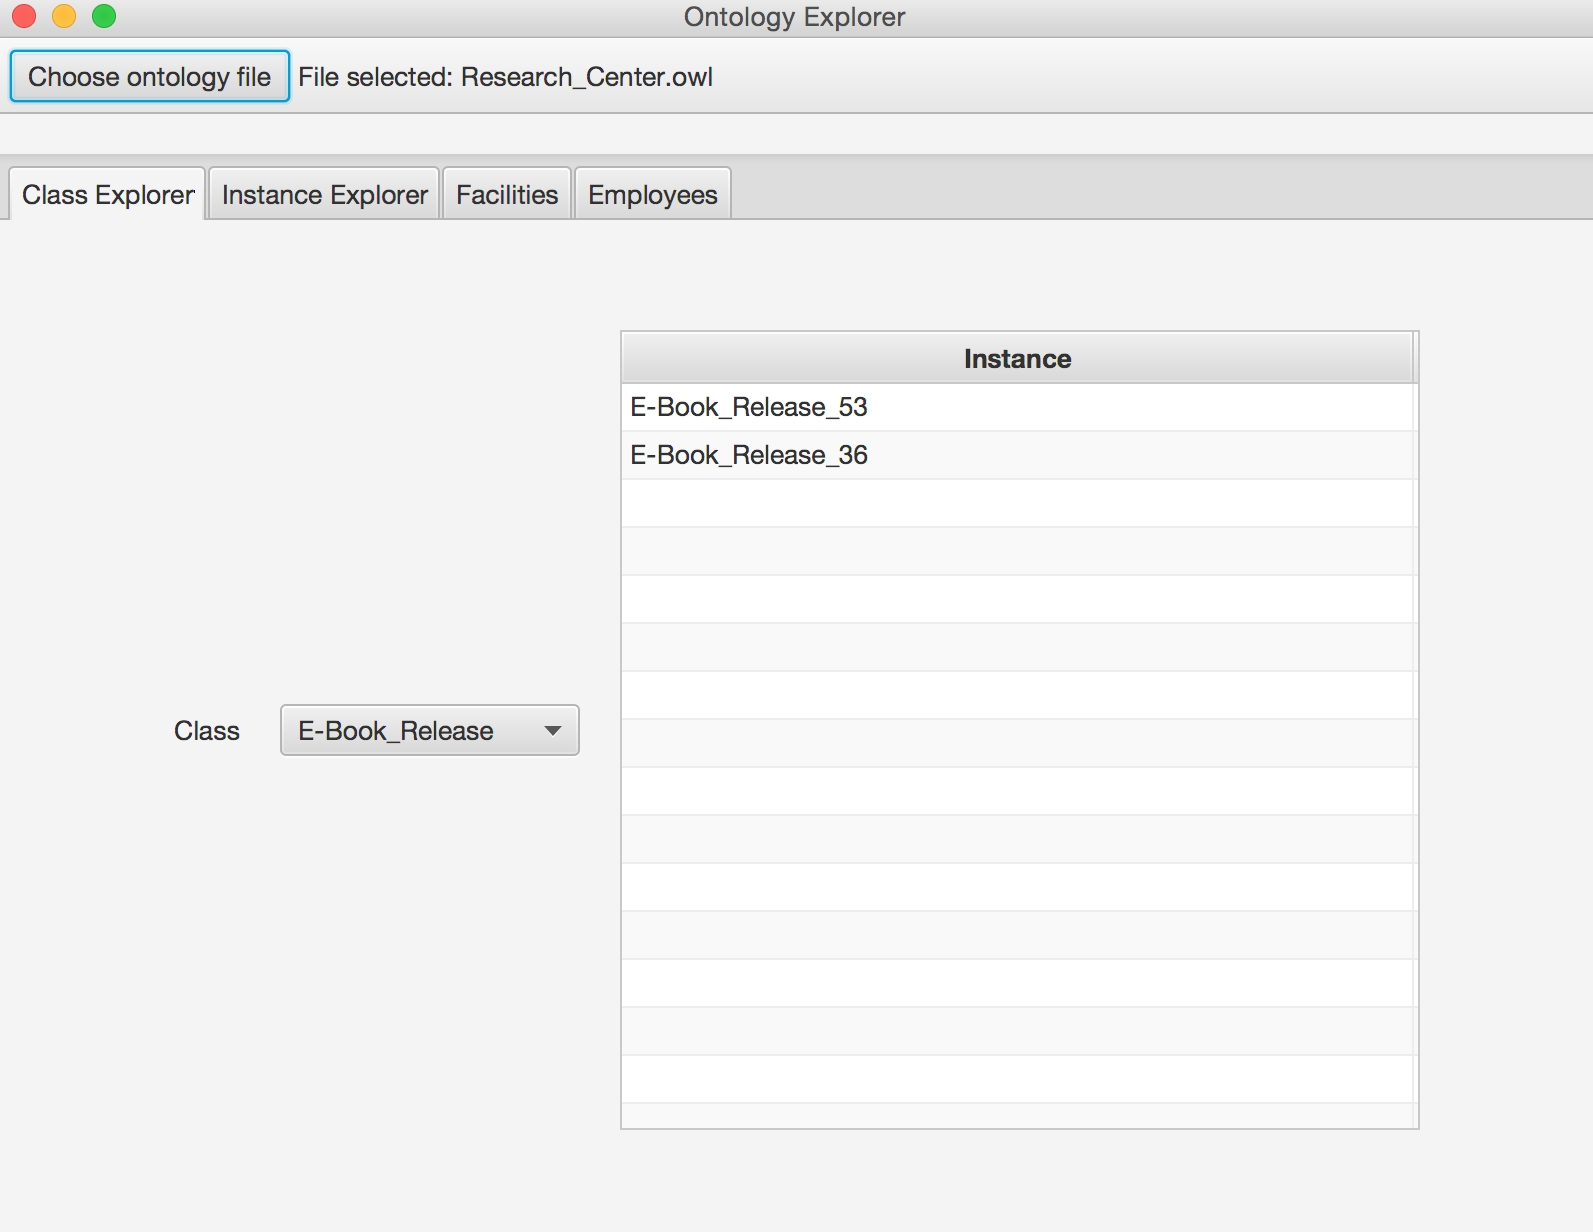 Ontology Explorer
Choose ontology file File selected: Research_Center.owl
Class Explorer Instance Explorer Facilities Employees
Instance
E-Book_Release_53
E-Book_Release_36
Class E-Book_Release